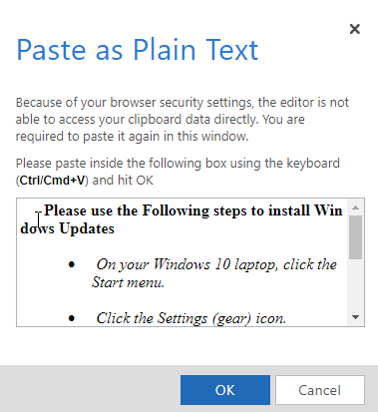 Paste as Plain Text
Because of your browser security settings, the editor is not
able to access your clipboard data directly. You are
required to paste it again in this window.
Please paste inside the following box using the keyboard
(Ctrl/Cmd+V) and hit OK
Please use the Following steps to install Win
dows Updates
• On your Windows 10 laptop, click the
Start menu.
• Click the Settings (gear) icon.
OK
Cancel